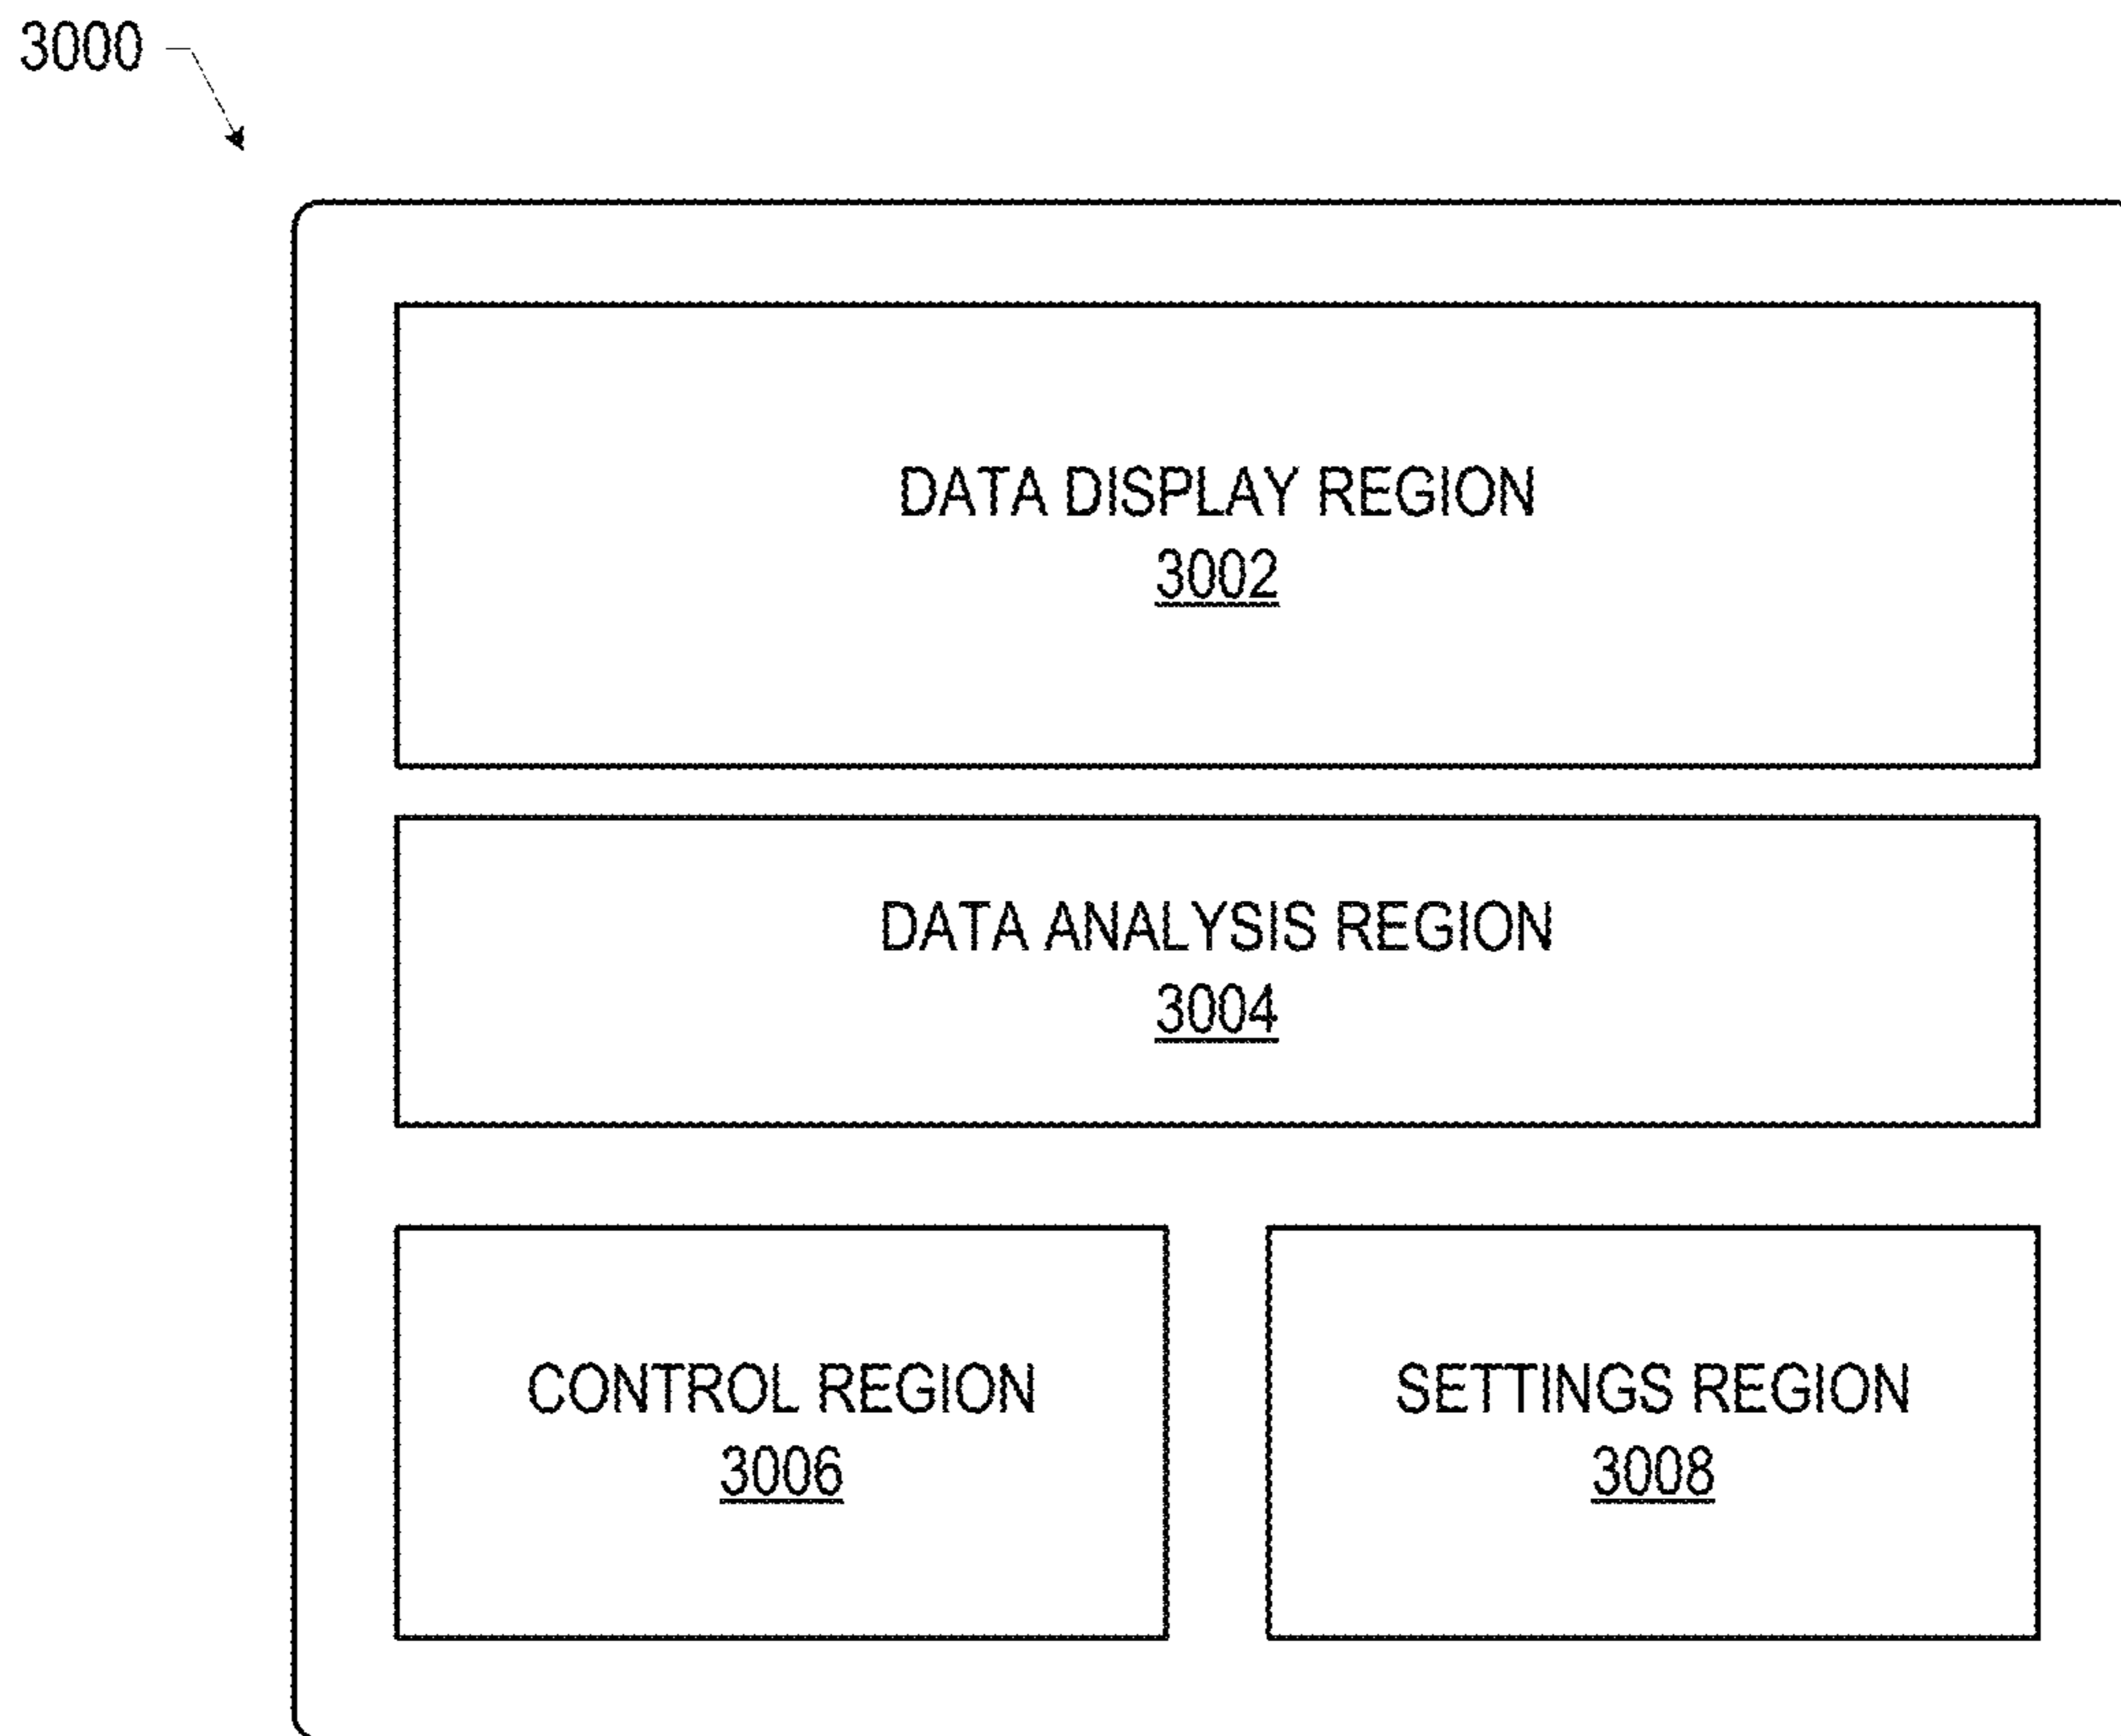 3000
DATA DISPLAY REGION
3002
DATA ANALYSIS REGION
3004
CONTROL REGION
3006
SETTINGS REGION
3008